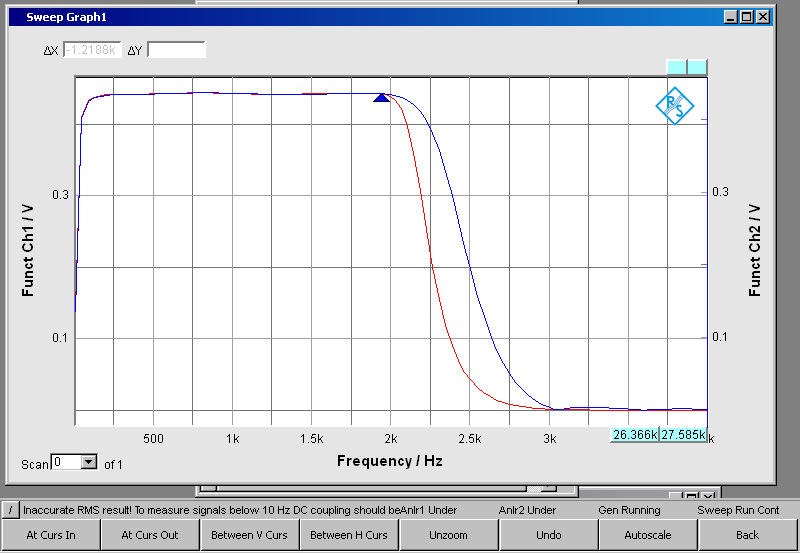 Sweep Graph1
ΔX -1.2188k ΔY
R
S
Funct Ch1 / V
0.3
0.1
0.3
0.1
Funct Ch2 / V
26.366k 27.585k
500 1k 1.5k 2k 2.5k 3k k
Frequency / Hz
Scan 0 of 1
/ Inaccurate RMS result! To measure signals below 10 Hz DC coupling should be Anlr1 Under Anlr2 Under Gen Running Sweep Run Cont
At Curs In At Curs Out Between V Curs Between H Curs Unzoom Undo Autoscale Back